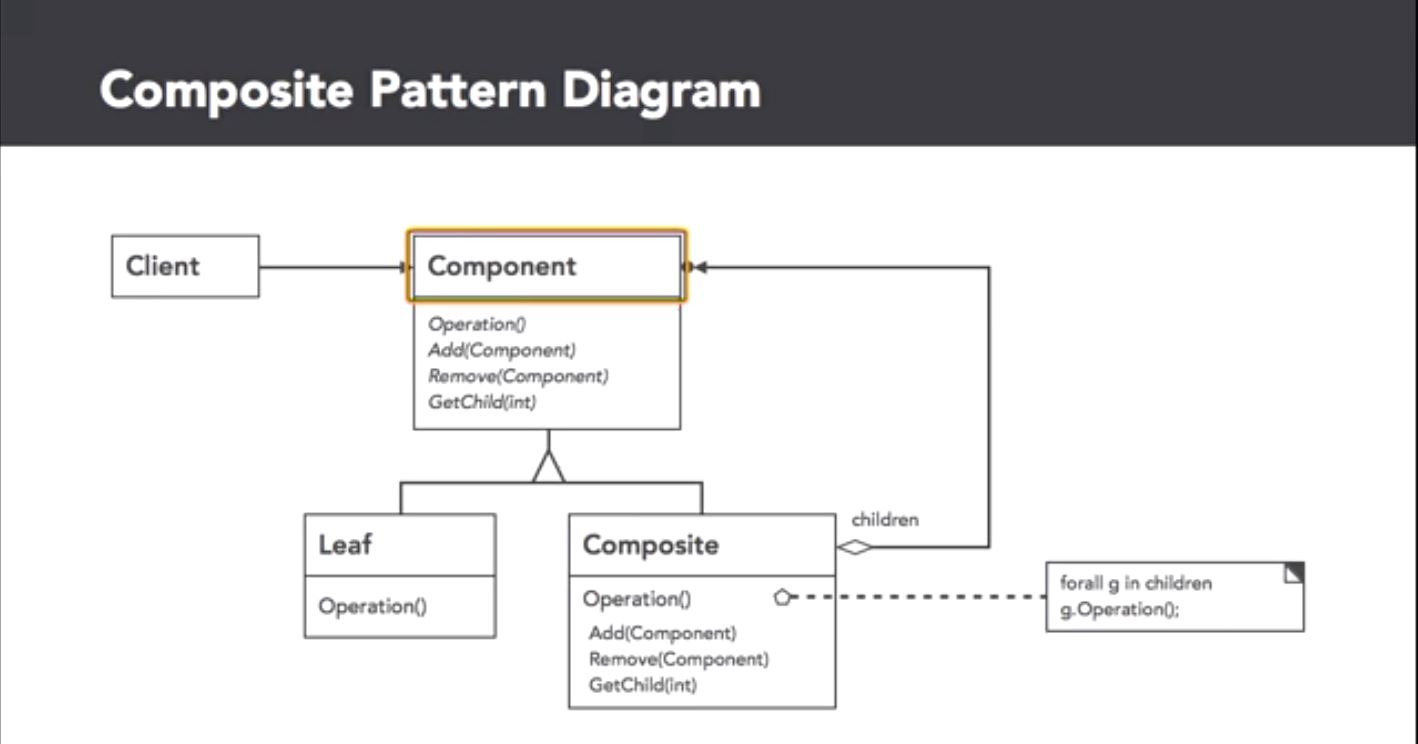 Composite Pattern Diagram
Client
Component
Operation()
Add(Component)
Remove(Component)
GetChild(int)
Leaf
Operation()
Composite
Operation()
Add(Component)
Remove(Component)
GetChild(int)
children
forall g in children
g.Operation();